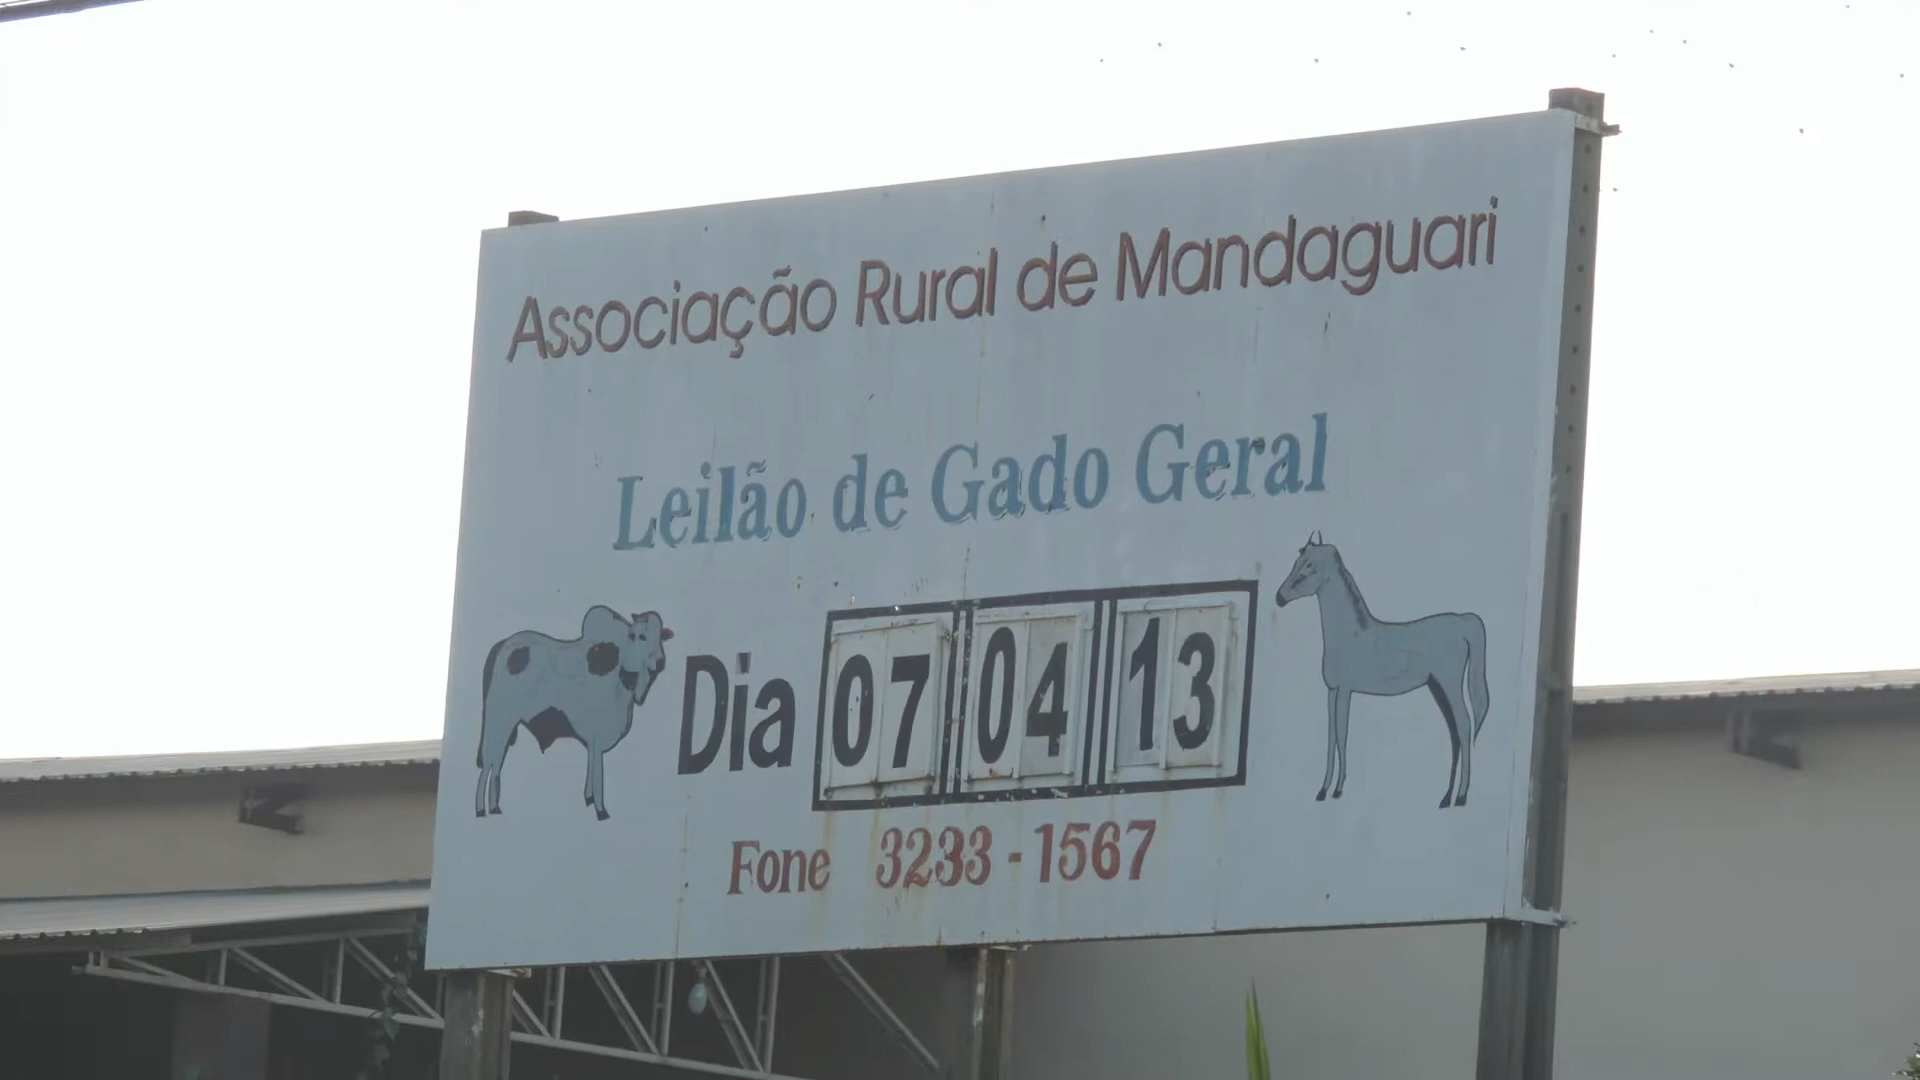 Associação Rural de Mandaguari
Leilão de Gado Geral
Dia 07 04 13
Fone 3233-1567